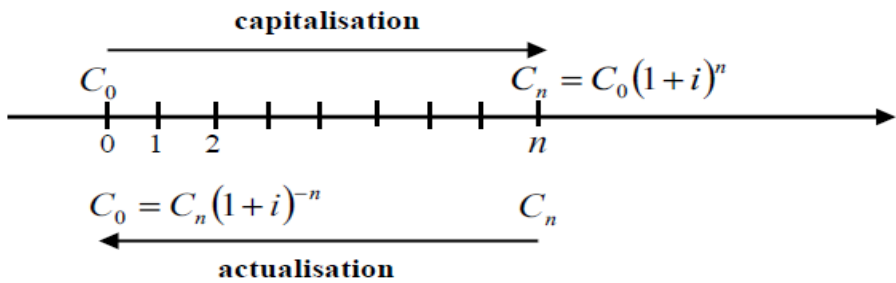 capitalisation
C₀ Cₙ = C₀(1 + i)ⁿ
0 1 2 n
C₀ = Cₙ(1 + i)⁻ⁿ Cₙ
actualisation